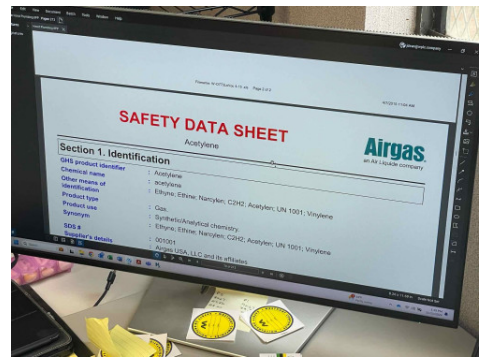 SAFETY DATA SHEET
Acetylene
Airgas
an Air Liquide company
Section 1. Identification
GHS product identifier : Acetylene
Chemical name : acetylene
Other means of identification : Ethyne; Ethine; Narcylen; C2H2; Acetylen; UN 1001; Vinylene
Product type : Gas.
Product use : Synthetic/Analytical chemistry.
Synonym : Ethyne; Ethine; Narcylen; C2H2; Acetylen; UN 1001; Vinylene
SDS # : 001001
Supplier's details : Airgas USA, LLC and its affiliates